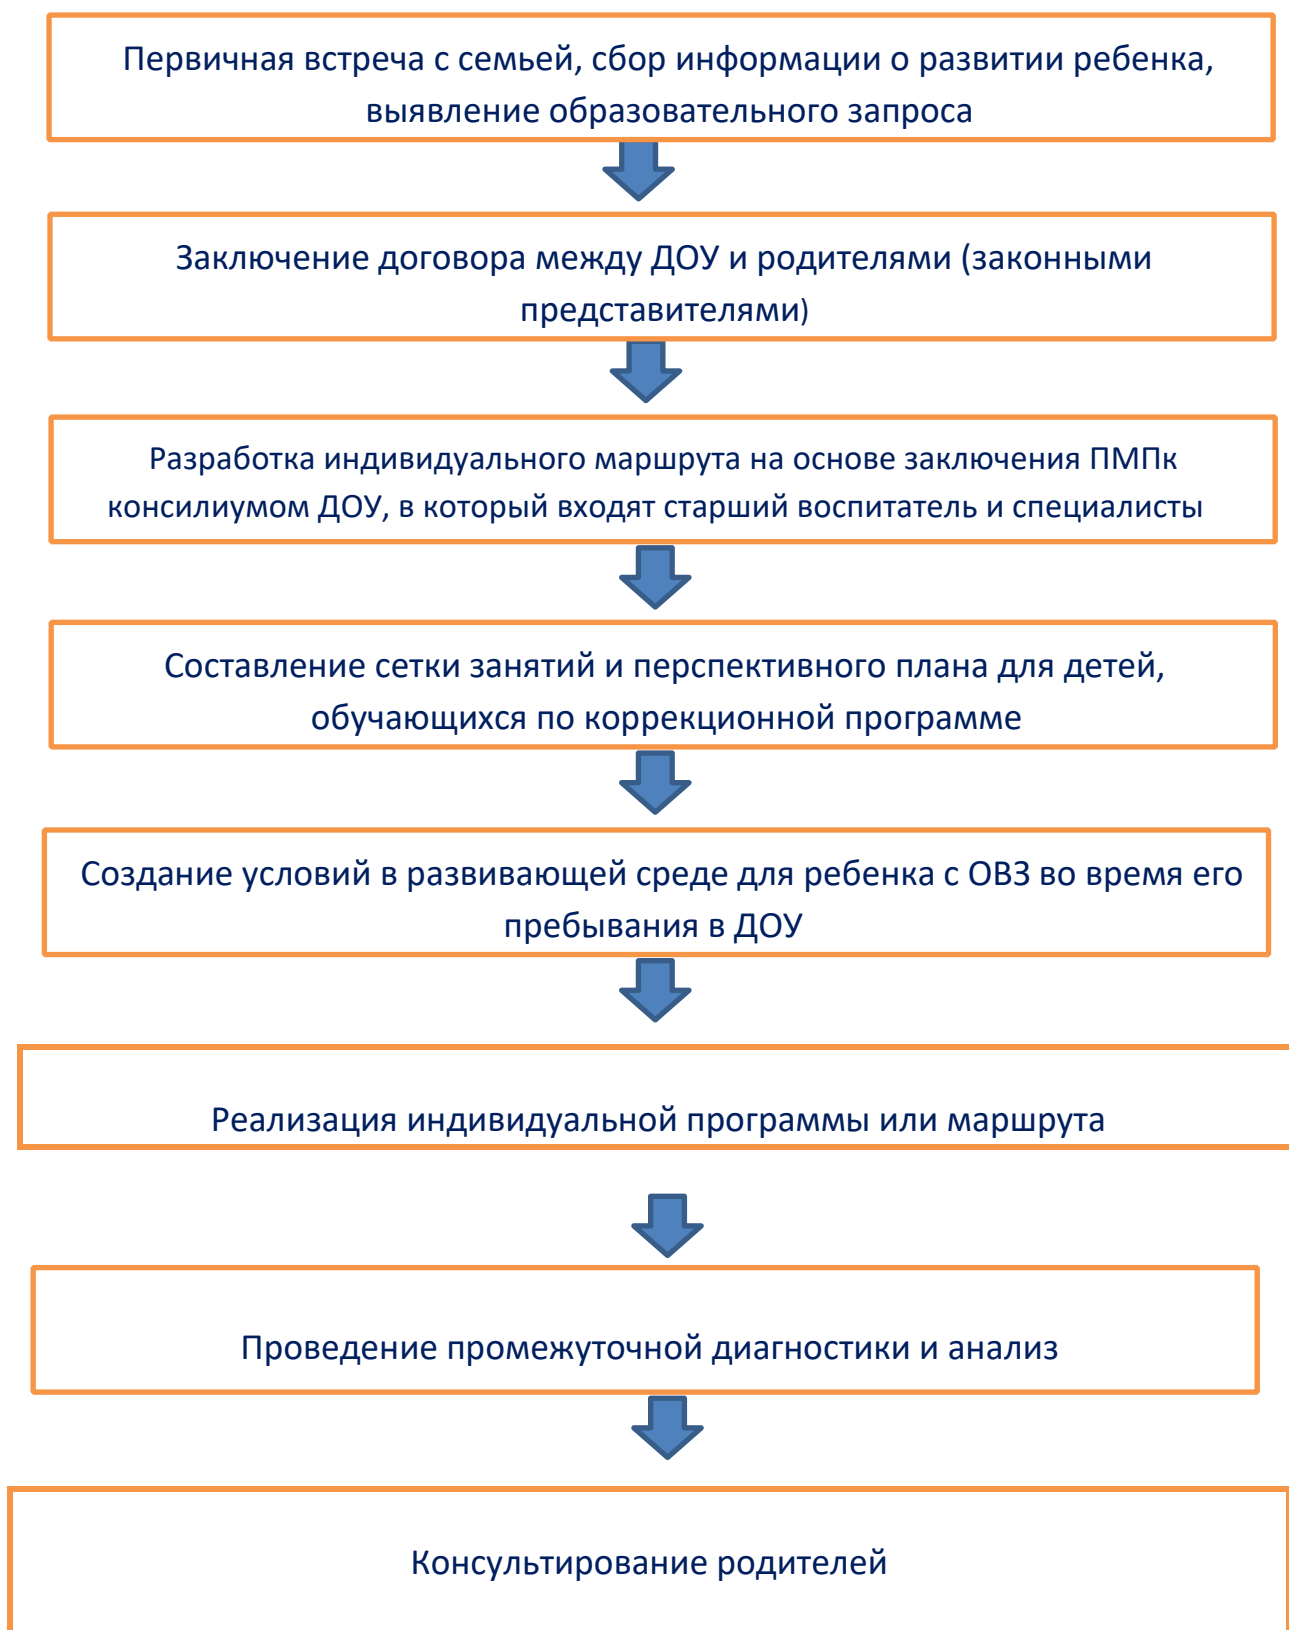 Первичная встреча с семьей, сбор информации о развитии ребенка,
выявление образовательного запроса
Заключение договора между ДОУ и родителями (законными
представителями)
Разработка индивидуального маршрута на основе заключения ПМПк
консилиумом ДОУ, в который входят старший воспитатель и специалисты
Составление сетки занятий и перспективного плана для детей,
обучающихся по коррекционной программе
Создание условий в развивающей среде для ребенка с ОВЗ во время его
пребывания в ДОУ
Реализация индивидуальной программы или маршрута
Проведение промежуточной диагностики и анализ
Консультирование родителей